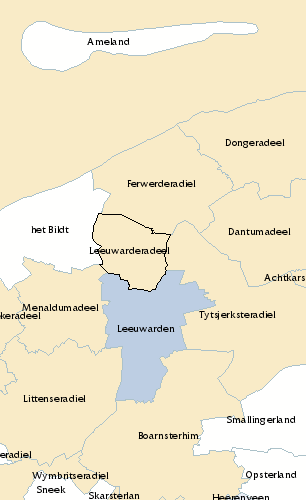 Ameland
Dongeradeel
Ferwerderadiel
het Bildt
Dantumadeel
Leeuwarderadeel
Achtkars
Menaldumadeel
keradeel
Tytsjerksteradiel
Leeuwarden
Littenseradiel
Smallingerland
Boarnsterhim
eradiel
Wymbritseradiel
Opsterland
Sneek
Skarsterlan
Heerenveen